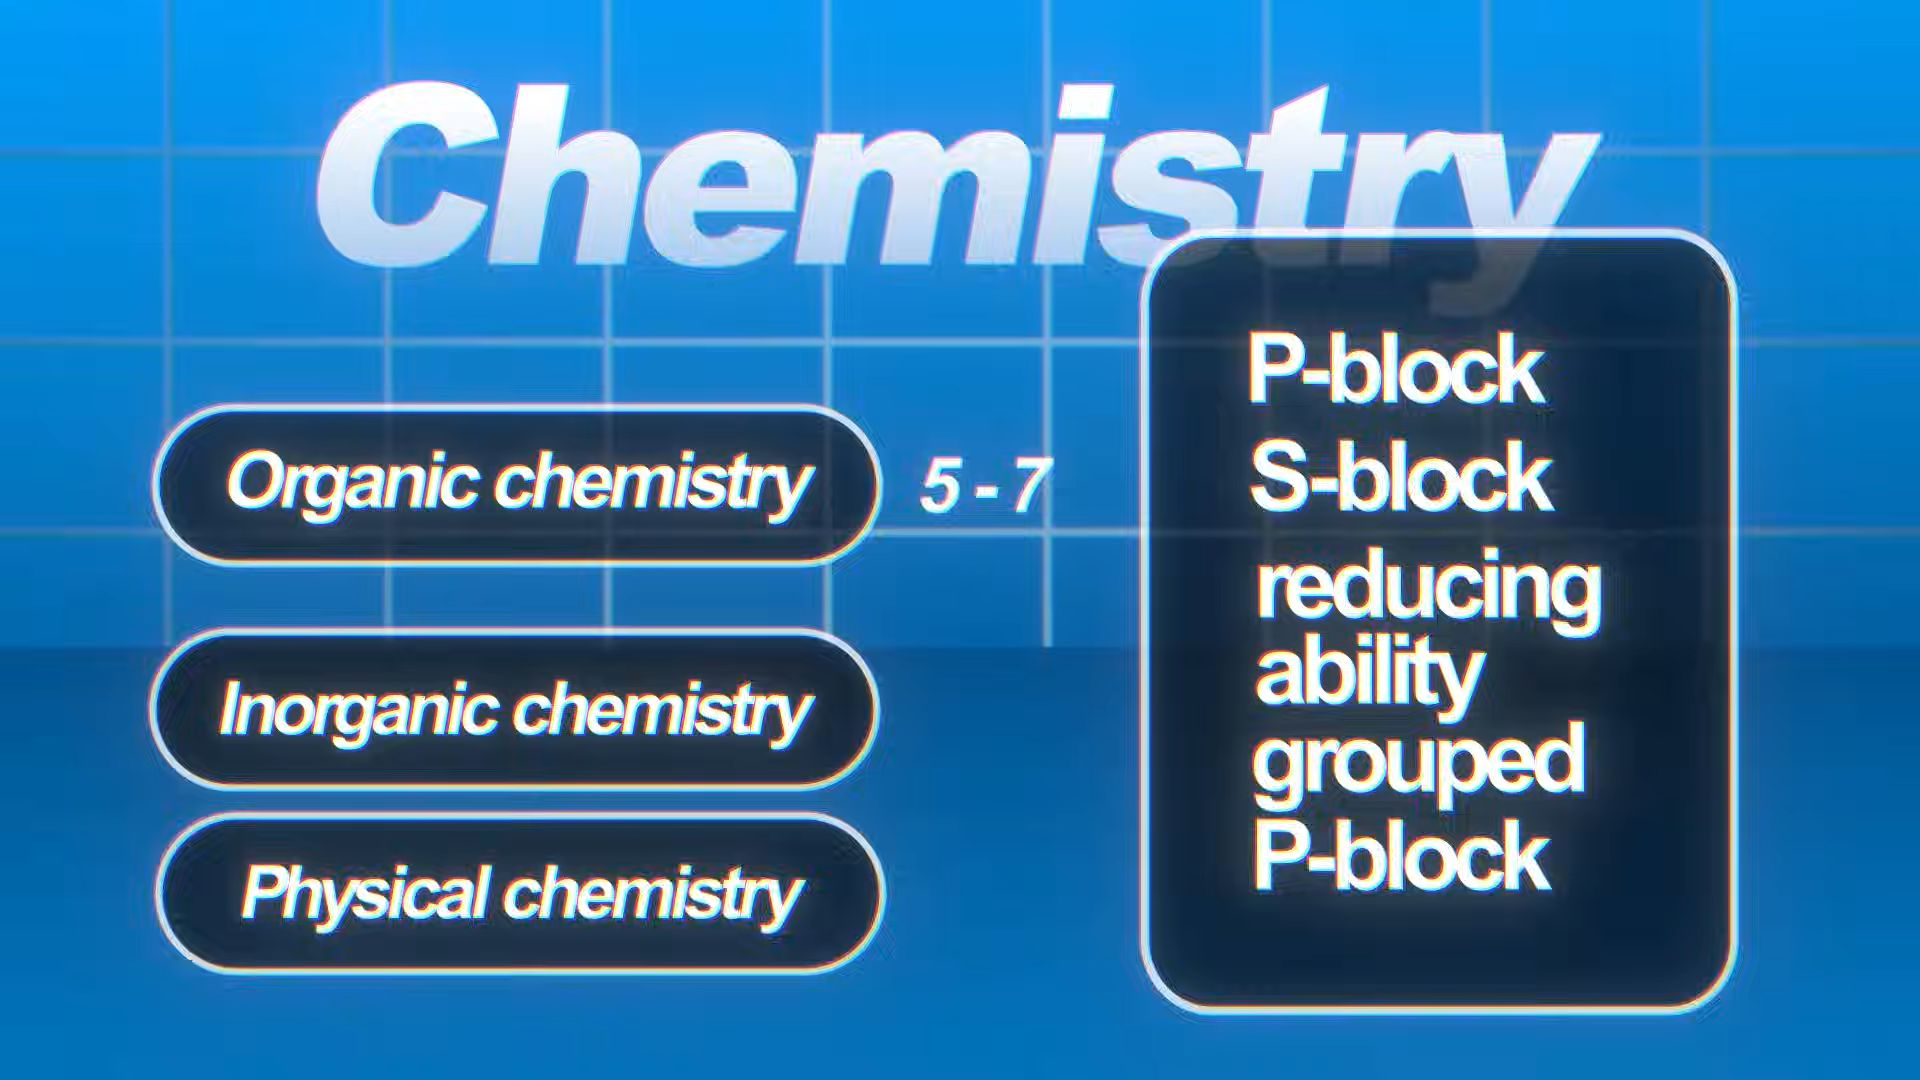 Chemistry
Organic chemistry
5 - 7
Inorganic chemistry
Physical chemistry
P-block
S-block
reducing
ability
grouped
P-block